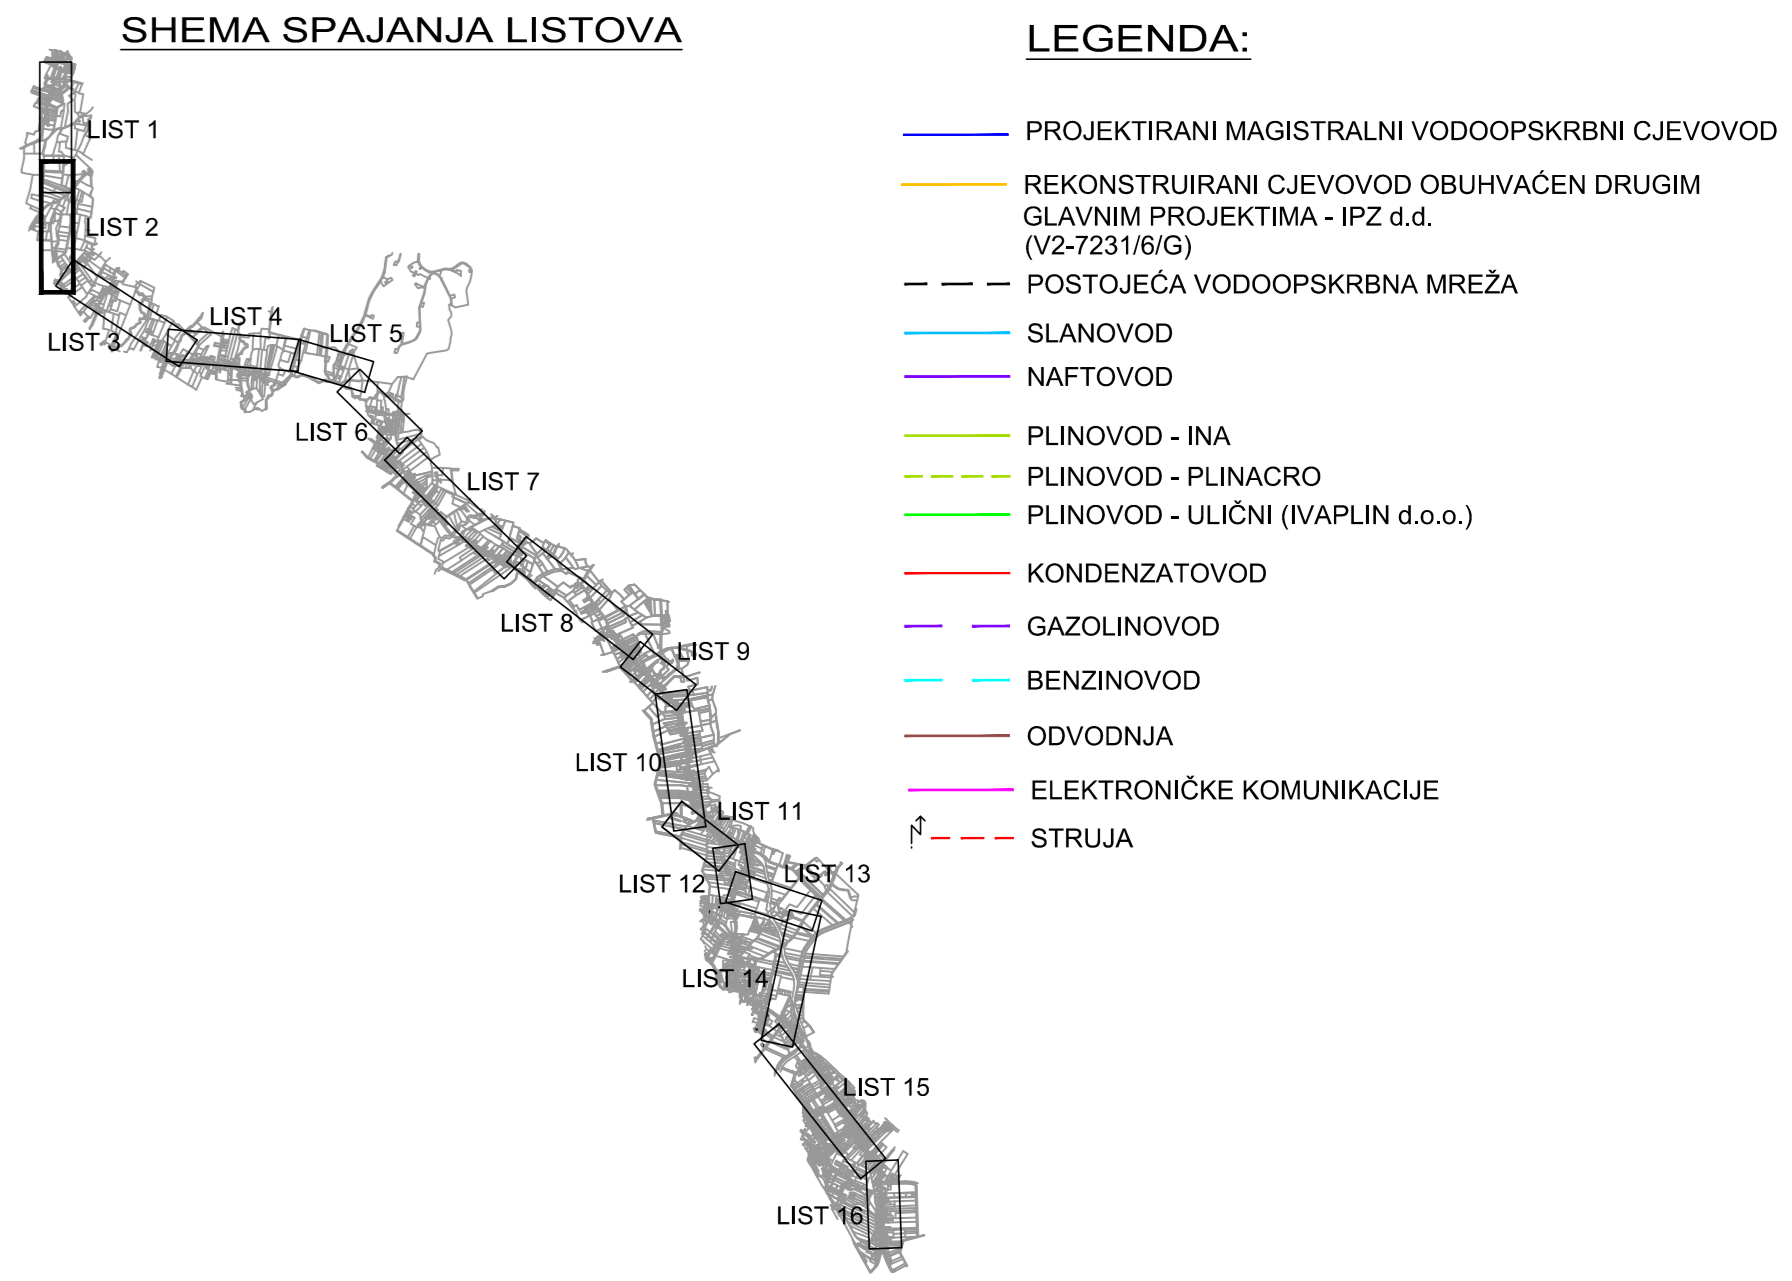 SHEMA SPAJANJA LISTOVA
LIST 1
LIST 2
LIST 3
LIST 4
LIST 5
LIST 6
LIST 7
LIST 8
LIST 9
LIST 10
LIST 11
LIST 12
LIST 13
LIST 14
LIST 15
LIST 16
LEGENDA:
PROJEKTIRANI MAGISTRALNI VODOOPSKRBNI CJEVOVOD
REKONSTRUIRANI CJEVOVOD OBUHVAĆEN DRUGIM
GLAVNIM PROJEKTIMA - IPZ d.d.
(V2-7231/6/G)
POSTOJEĆA VODOOPSKRBNA MREŽA
SLANOVOD
NAFTOVOD
PLINOVOD - INA
PLINOVOD - PLINACRO
PLINOVOD - ULIČNI (IVAPLIN d.o.o.)
KONDENZATOVOD
GAZOLINOVOD
BENZINOVOD
ODVODNJA
ELEKTRONIČKE KOMUNIKACIJE
STRUJA